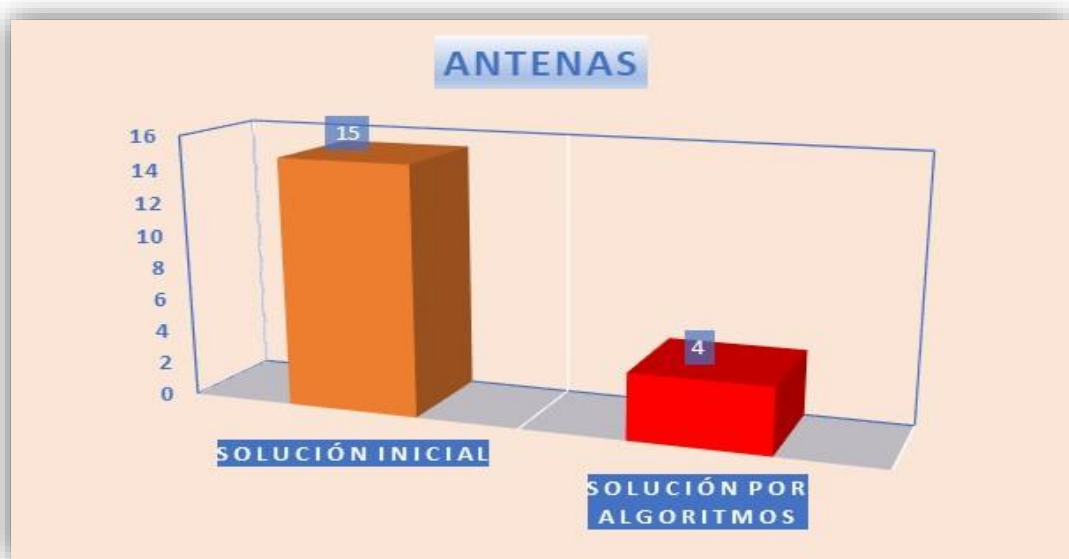 ANTENAS
16
14
12
10
8
6
4
2
0
15
4
SOLUCIÓN INICIAL
SOLUCIÓN POR
ALGORITMOS